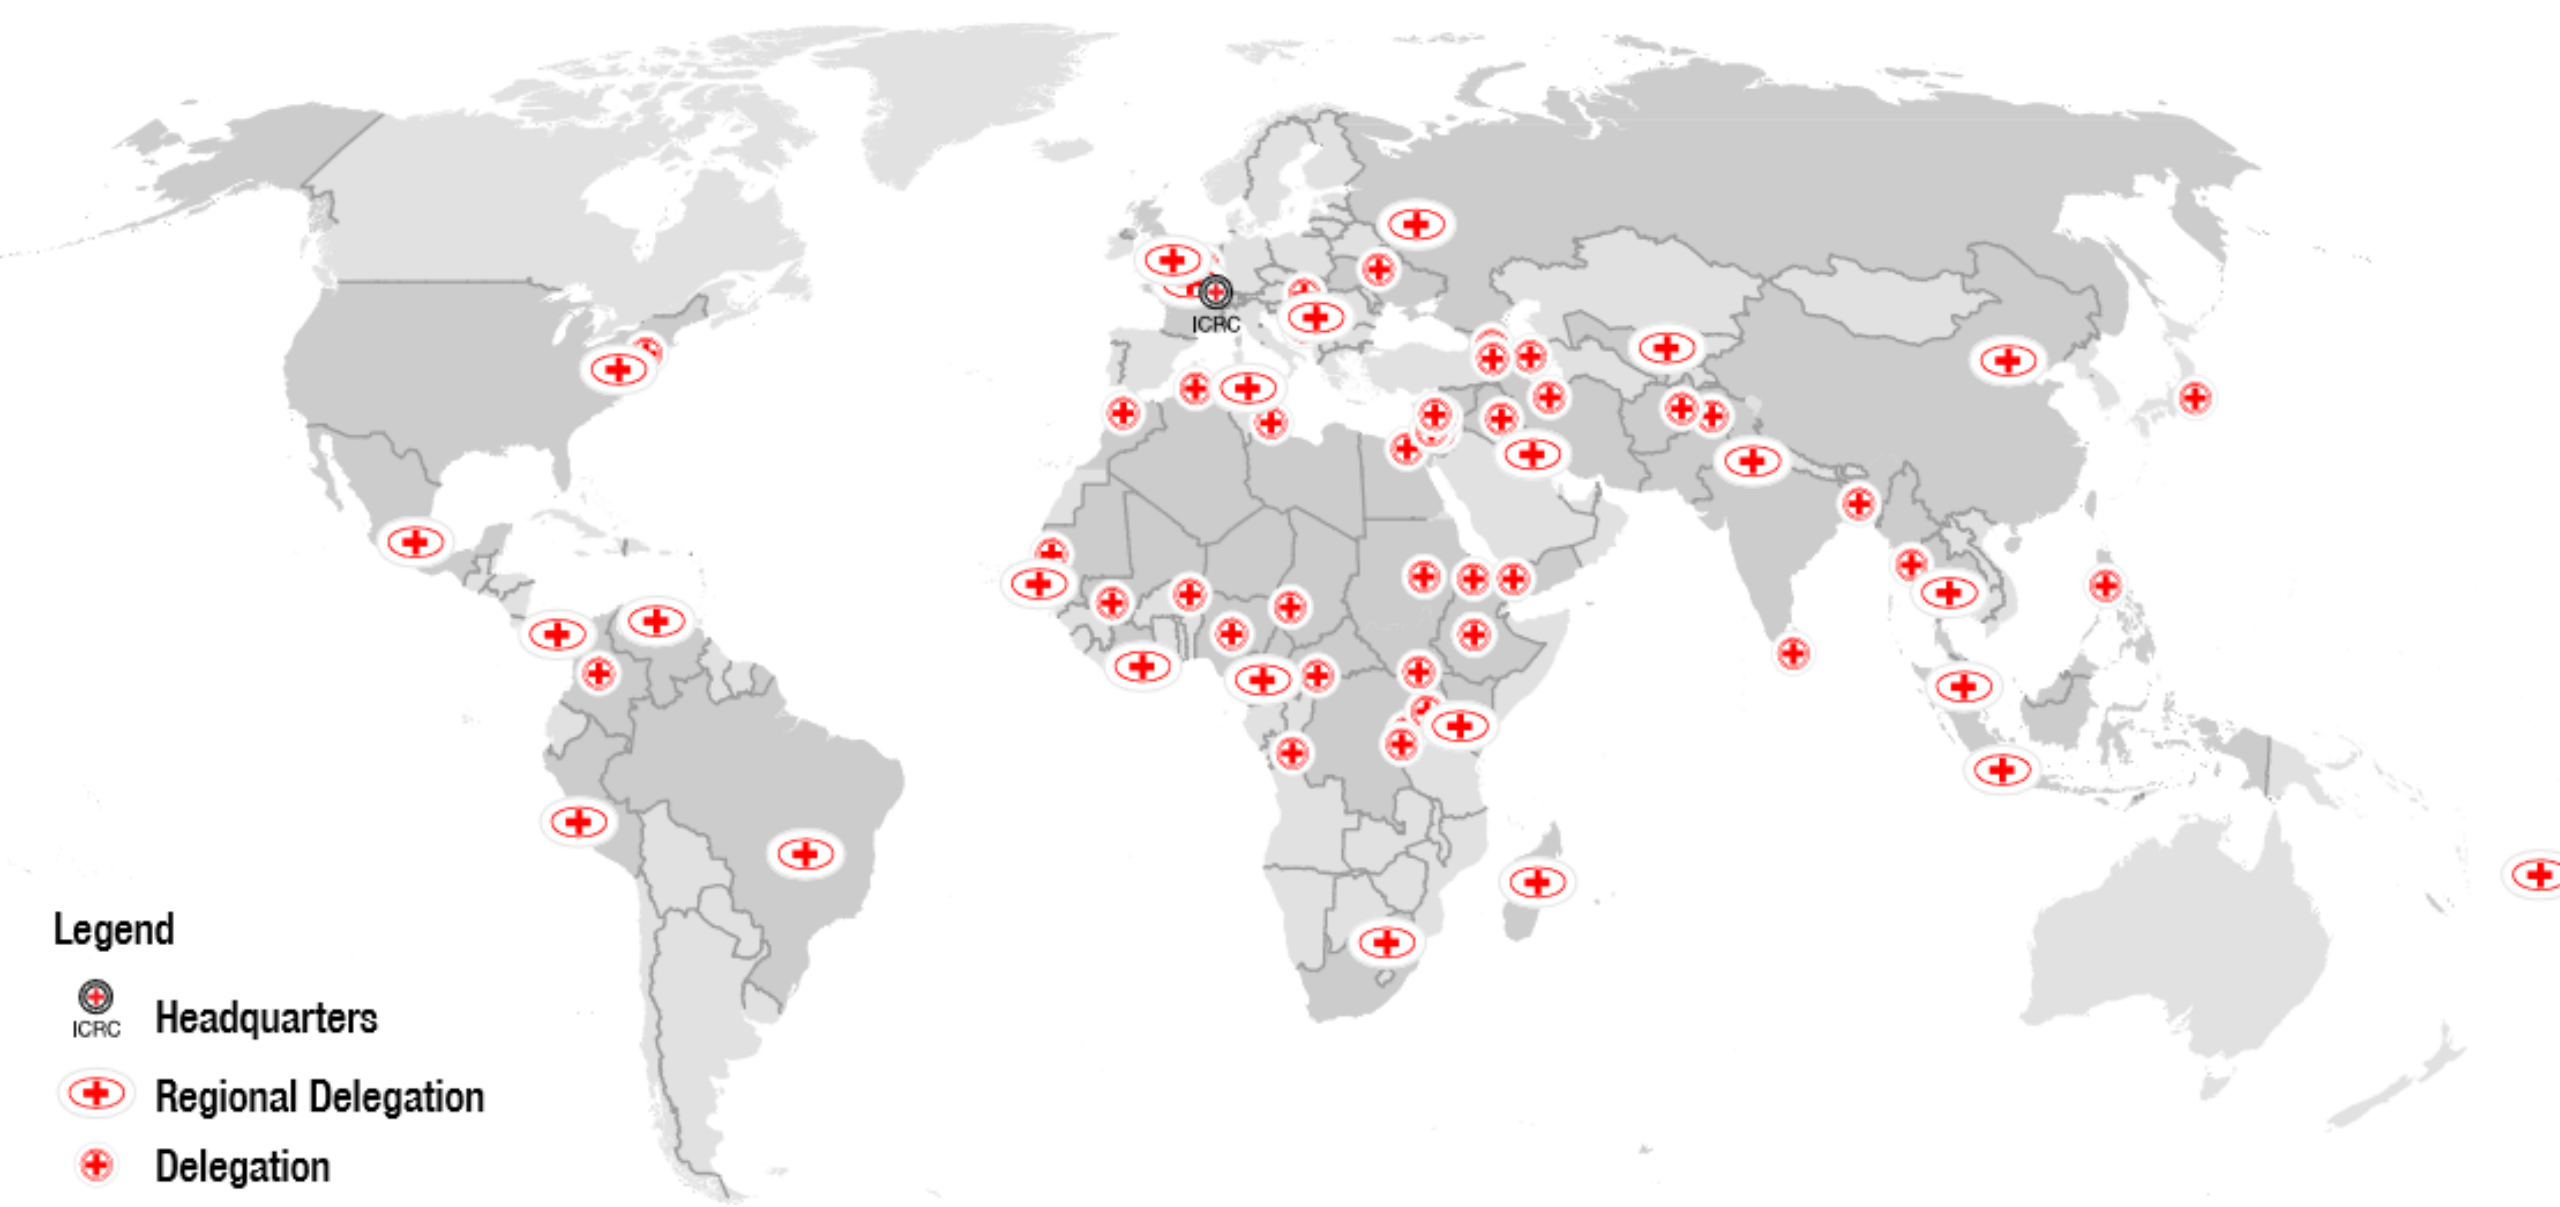 ICRC
Legend
ICRC
Headquarters
Regional Delegation
Delegation